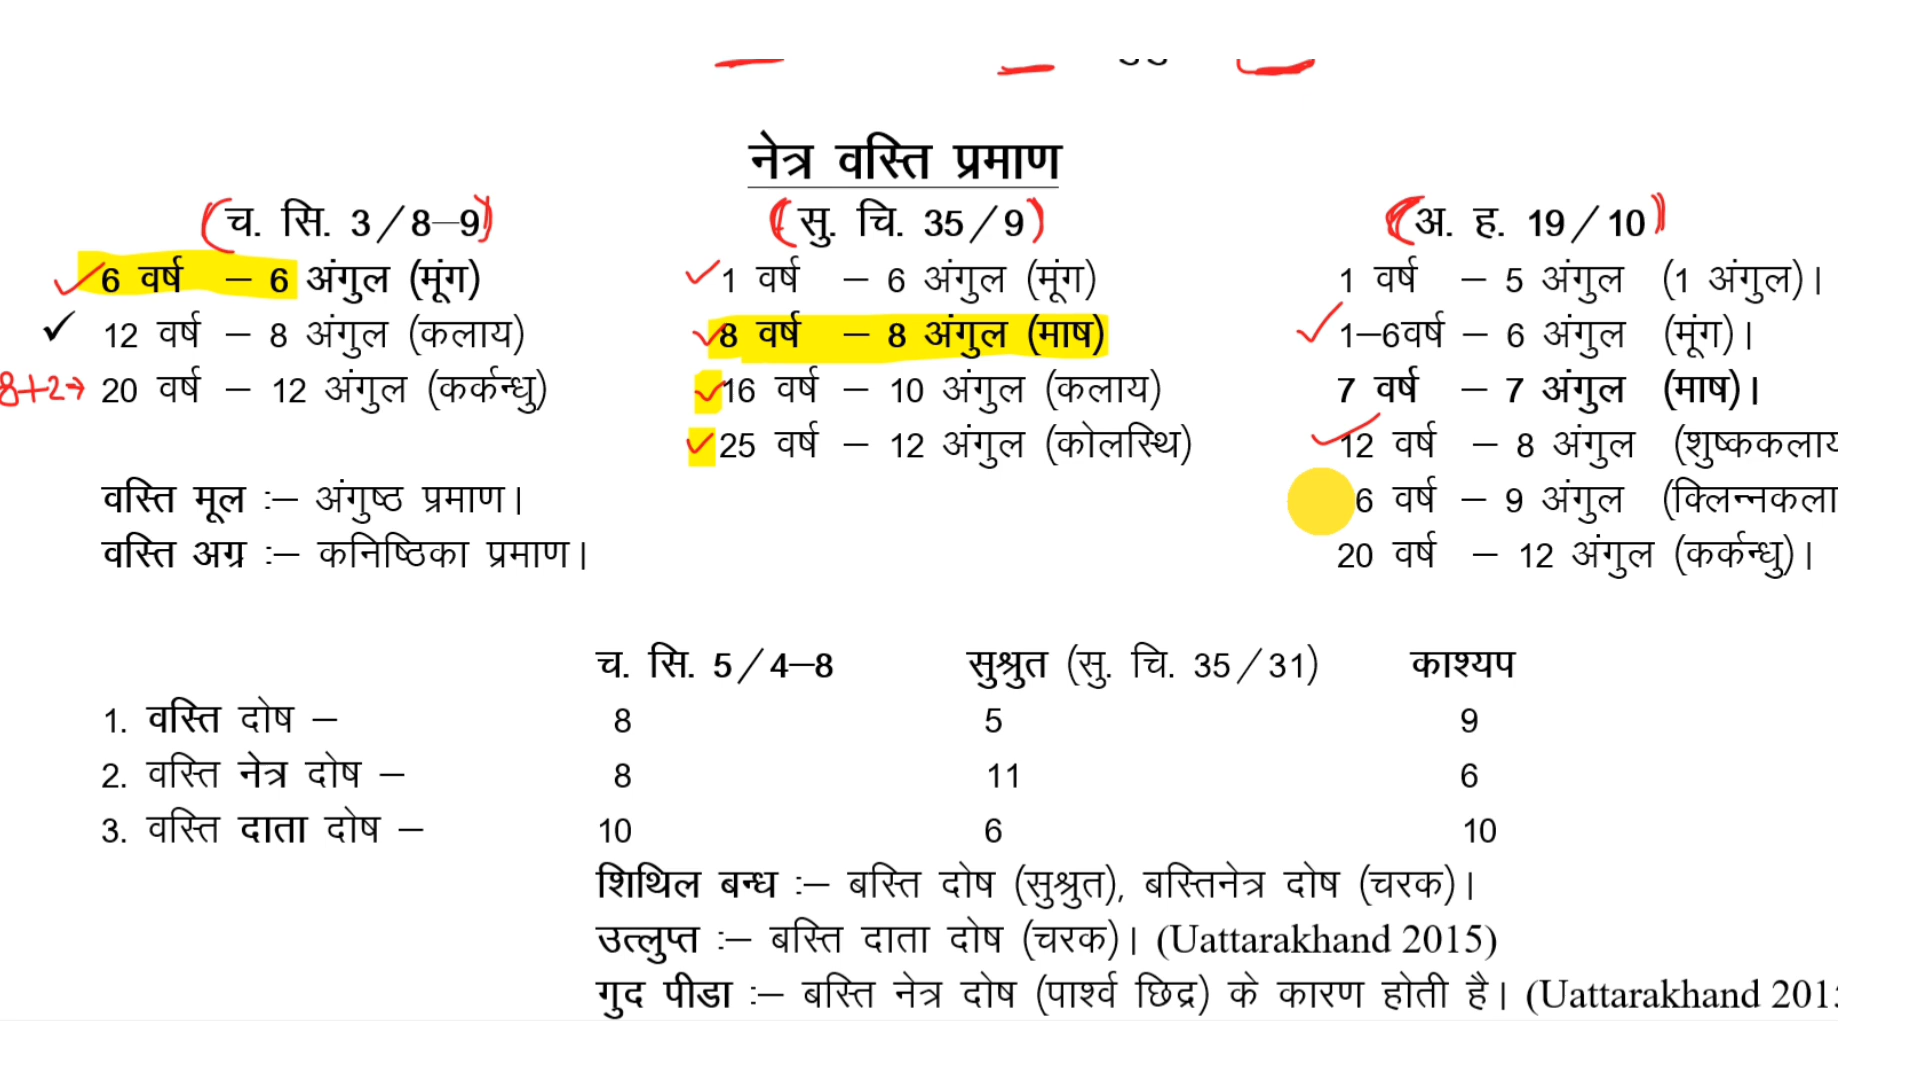 नेत्र वस्ति प्रमाण
(च. सि. 3/8–9) (सु. चि. 35/9) (अ. ह. 19/10)
✓ 6 वर्ष – 6 अंगुल (मूंग) ✓ 1 वर्ष – 6 अंगुल (मूंग) 1 वर्ष – 5 अंगुल (1 अंगुल)।
✓ 12 वर्ष – 8 अंगुल (कलाय) ✓ 8 वर्ष – 8 अंगुल (माष) ✓ 1–6वर्ष – 6 अंगुल (मूंग)।
8+2→ 20 वर्ष – 12 अंगुल (कर्कन्धु) ✓ 16 वर्ष – 10 अंगुल (कलाय) 7 वर्ष – 7 अंगुल (माष)।
✓ 25 वर्ष – 12 अंगुल (कोलस्थि) ✓ 12 वर्ष – 8 अंगुल (शुष्ककलाय
वस्ति मूल :– अंगुष्ठ प्रमाण। 6 वर्ष – 9 अंगुल (क्लिन्नकला
वस्ति अग्र :– कनिष्ठिका प्रमाण। 20 वर्ष – 12 अंगुल (कर्कन्धु)।
च. सि. 5/4–8 सुश्रुत (सु. चि. 35/31) काश्यप
1. वस्ति दोष – 8 5 9
2. वस्ति नेत्र दोष – 8 11 6
3. वस्ति दाता दोष – 10 6 10
शिथिल बन्ध :– बस्ति दोष (सुश्रुत), बस्तिनेत्र दोष (चरक)।
उत्लुप्त :– बस्ति दाता दोष (चरक)। (Uattarakhand 2015)
गुद पीडा :– बस्ति नेत्र दोष (पार्श्व छिद्र) के कारण होती है। (Uattarakhand 201